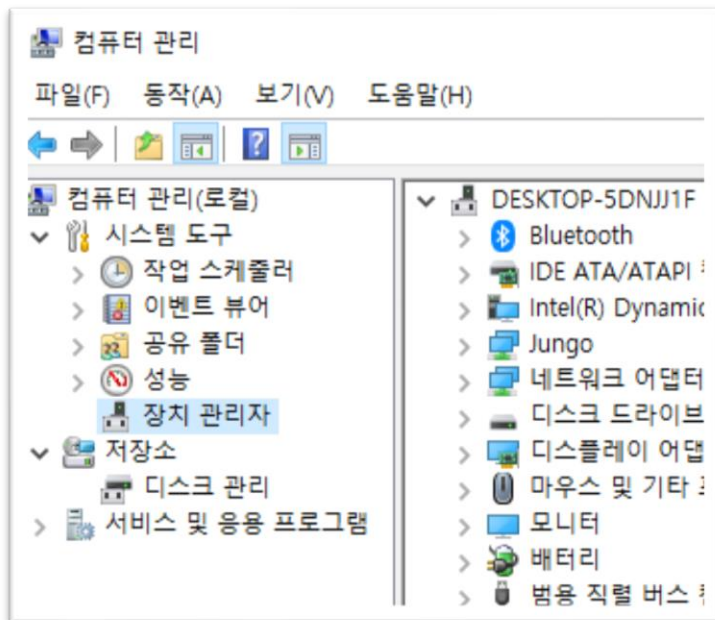 컴퓨터 관리
파일(F) 동작(A) 보기(V) 도움말(H)
컴퓨터 관리(로컬)
시스템 도구
작업 스케줄러
이벤트 뷰어
공유 폴더
성능
장치 관리자
저장소
디스크 관리
서비스 및 응용 프로그램
DESKTOP-5DNJJ1F
Bluetooth
IDE ATA/ATAPI
Intel(R) Dynamic
Jungo
네트워크 어댑터
디스크 드라이브
디스플레이 어댑
마우스 및 기타
모니터
배터리
범용 직렬 버스